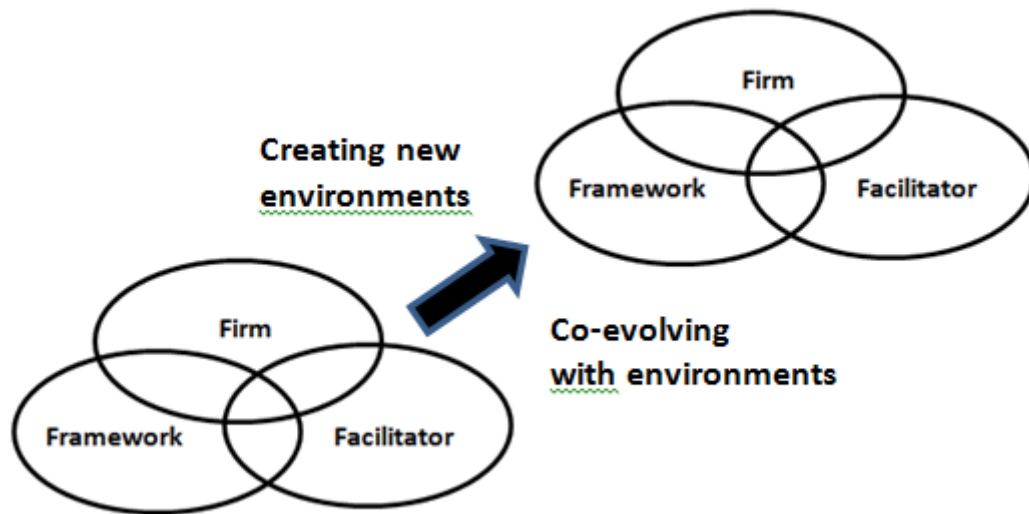 Firm
Framework
Facilitator
Creating new
environments
Firm
Framework
Facilitator
Co-evolving
with environments